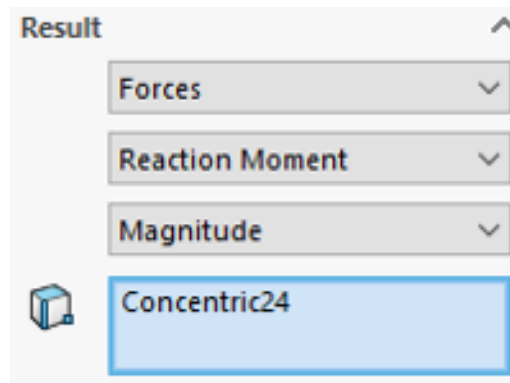 Result
Forces
Reaction Moment
Magnitude
Concentric24